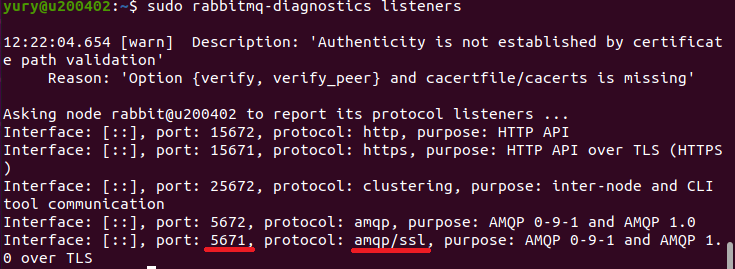 yury@u200402:~$ sudo rabbitmq-diagnostics listeners
12:22:04.654 [warn]  Description: 'Authenticity is not established by certificat
e path validation'
     Reason: 'Option {verify, verify_peer} and cacertfile/cacerts is missing'
Asking node rabbit@u200402 to report its protocol listeners ...
Interface: [::], port: 15672, protocol: http, purpose: HTTP API
Interface: [::], port: 15671, protocol: https, purpose: HTTP API over TLS (HTTPS
)
Interface: [::], port: 25672, protocol: clustering, purpose: inter-node and CLI
tool communication
Interface: [::], port: 5672, protocol: amqp, purpose: AMQP 0-9-1 and AMQP 1.0
Interface: [::], port: 5671, protocol: amqp/ssl, purpose: AMQP 0-9-1 and AMQP 1.
0 over TLS